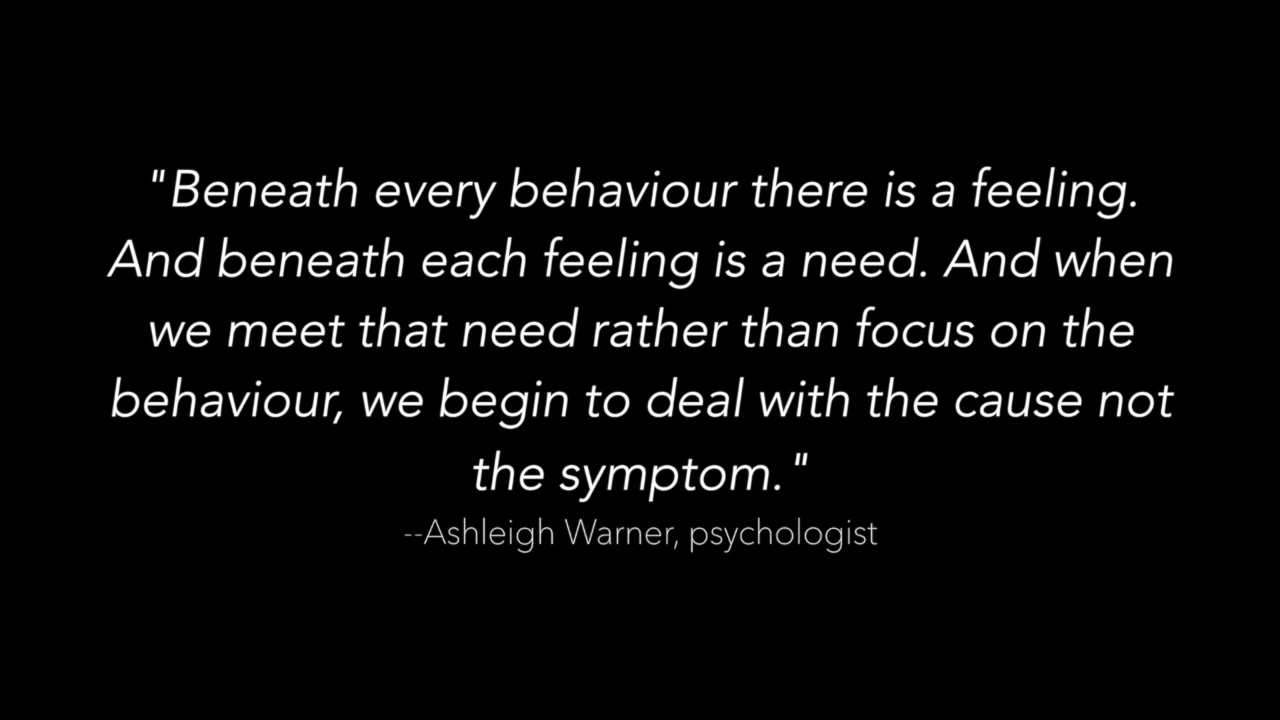 "Beneath every behaviour there is a feeling.
And beneath each feeling is a need. And when
we meet that need rather than focus on the
behaviour, we begin to deal with the cause not
the symptom."
--Ashleigh Warner, psychologist